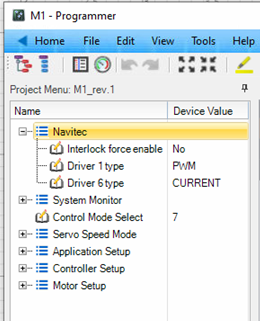 M1 - Programmer
Home File Edit View Tools Help
Project Menu: M1_rev.1
Name Device Value
Navitec
Interlock force enable No
Driver 1 type PWM
Driver 6 type CURRENT
System Monitor
Control Mode Select 7
Servo Speed Mode
Application Setup
Controller Setup
Motor Setup